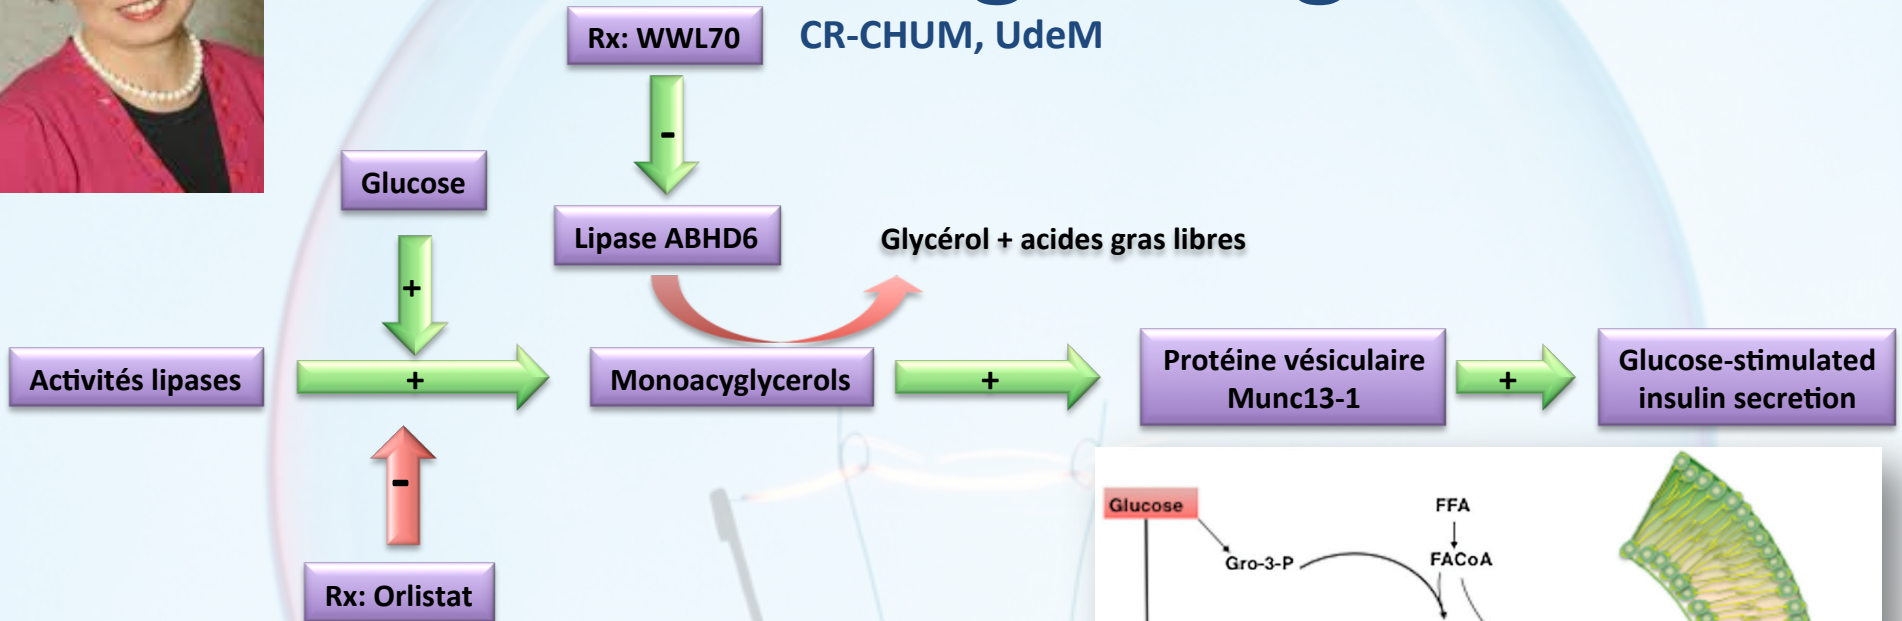 Rx: WWL70
CR-CHUM, UdeM
-
Glucose
Lipase ABHD6
Glycérol + acides gras libres
+
Activités lipases
+
Monoacyglycerols
+
Protéine vésiculaire
Munc13-1
+
Glucose-stimulated
insulin secretion
-
Rx: Orlistat
Glucose
FFA
Gro-3-P
FACoA